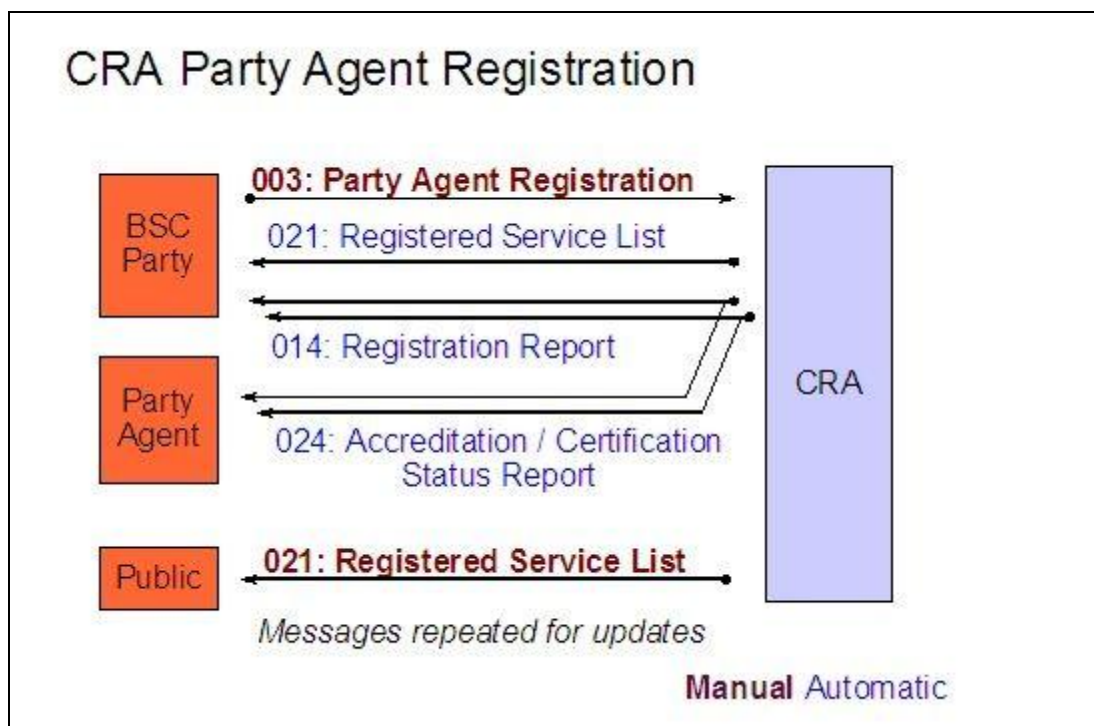 CRA Party Agent Registration
003: Party Agent Registration
BSC
Party
021: Registered Service List
014: Registration Report
CRA
Party
Agent
024: Accreditation / Certification
Status Report
021: Registered Service List
Public
Messages repeated for updates
Manual Automatic